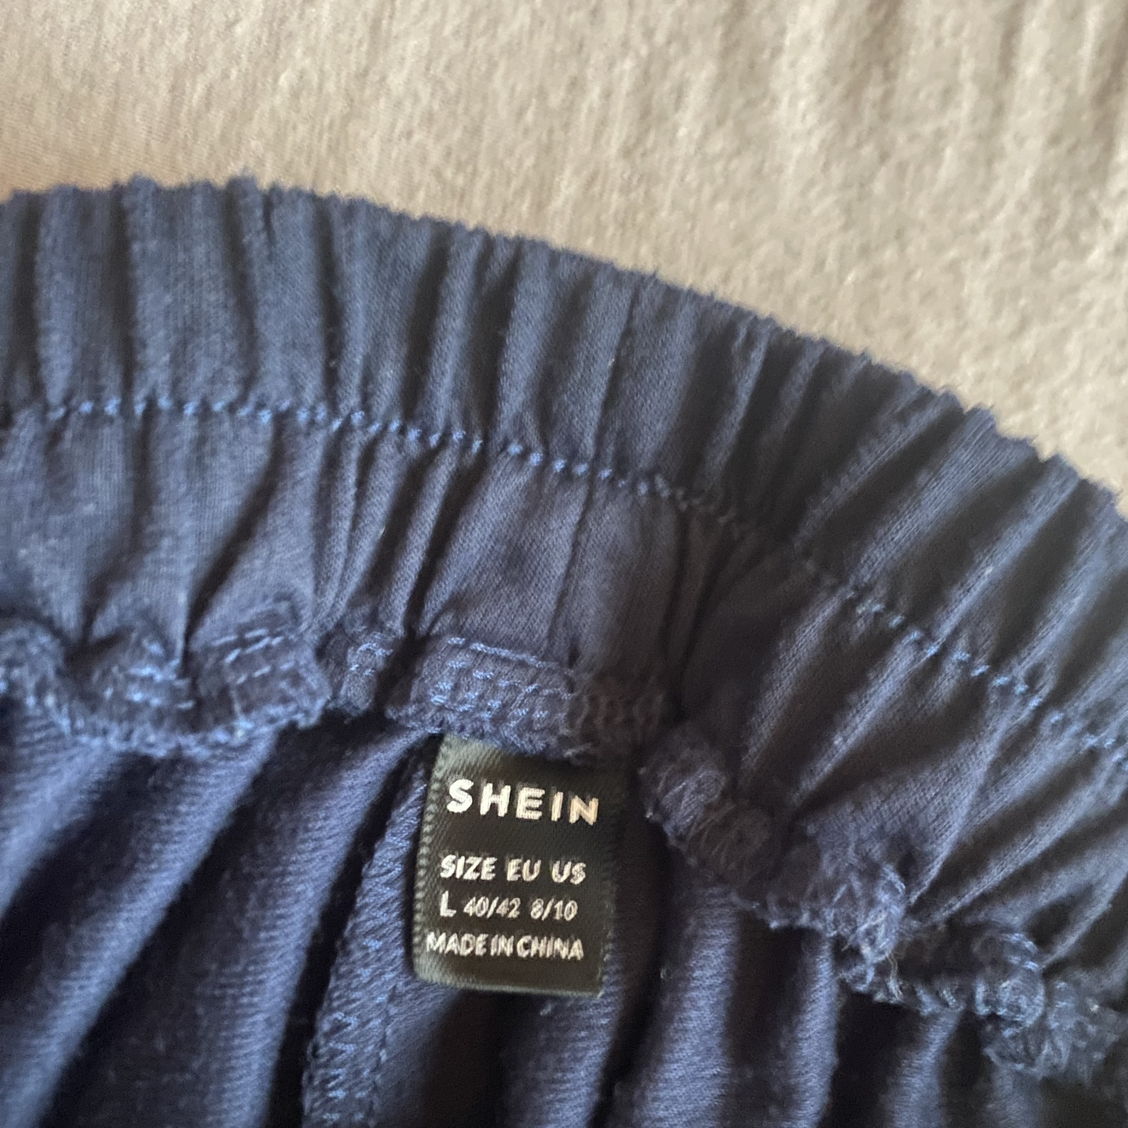 SHEIN
SIZE EU US
L 40/42 8/10
MADE IN CHINA